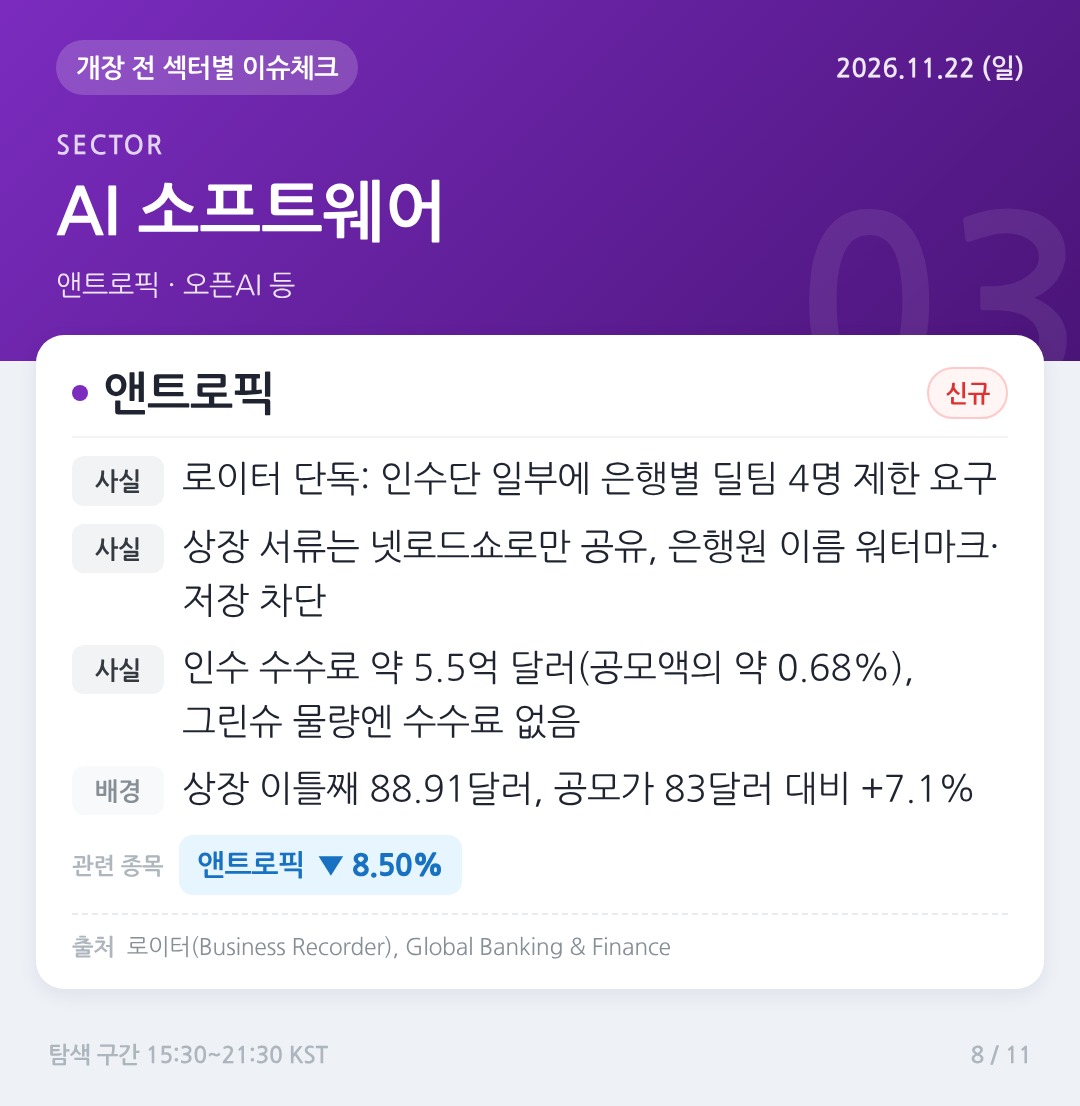 개장 전 섹터별 이슈체크
2026.11.22 (일)
SECTOR
AI 소프트웨어
앤트로픽 · 오픈AI 등
03
앤트로픽
신규
사실 로이터 단독: 인수단 일부에 은행별 딜팀 4명 제한 요구
사실 상장 서류는 넷로드쇼로만 공유, 은행원 이름 워터마크·
저장 차단
사실 인수 수수료 약 5.5억 달러(공모액의 약 0.68%),
그린슈 물량엔 수수료 없음
배경 상장 이틀째 88.91달러, 공모가 83달러 대비 +7.1%
관련 종목 앤트로픽 ▼ 8.50%
출처 로이터(Business Recorder), Global Banking & Finance
탐색 구간 15:30~21:30 KST
8 / 11